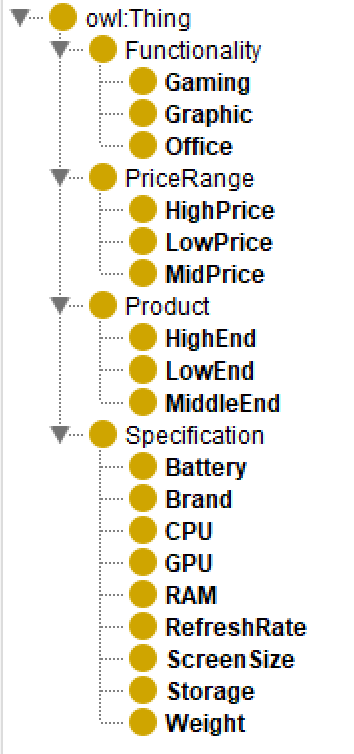 owl:Thing
Functionality
Gaming
Graphic
Office
PriceRange
HighPrice
LowPrice
MidPrice
Product
HighEnd
LowEnd
MiddleEnd
Specification
Battery
Brand
CPU
GPU
RAM
RefreshRate
ScreenSize
Storage
Weight